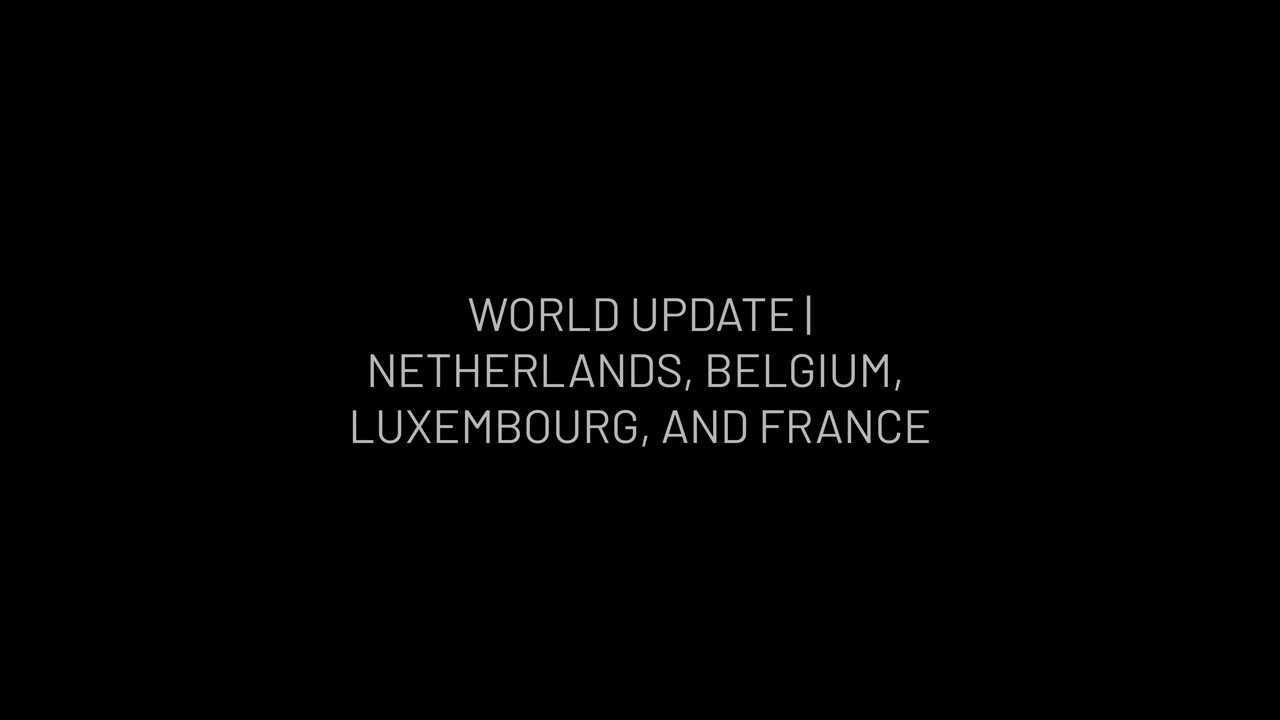 WORLD UPDATE |
NETHERLANDS, BELGIUM,
LUXEMBOURG, AND FRANCE